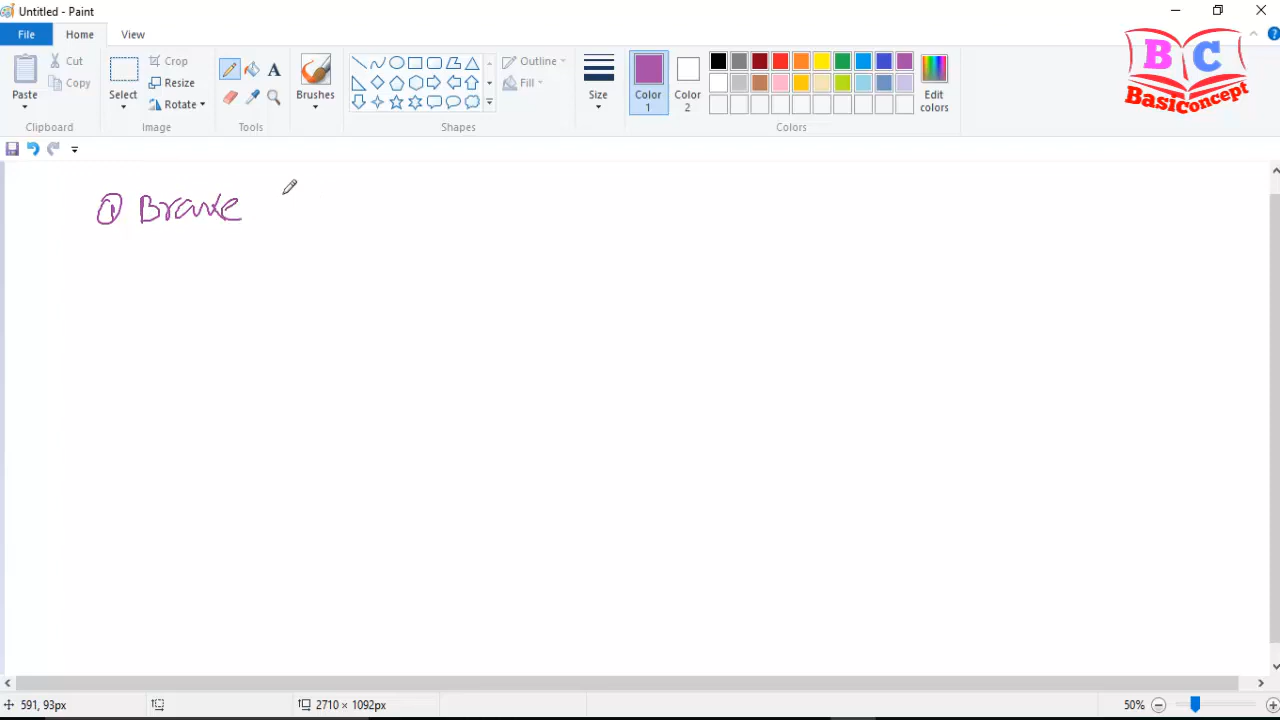 Untitled - Paint
File Home View
Paste Cut Copy Select Crop Resize Rotate Brushes Outline Fill Size Color 1 Color 2 Edit colors
Clipboard Image Tools Shapes Colors
B C
BasiConcept
① Brake
591, 93px 2710 × 1092px 50%